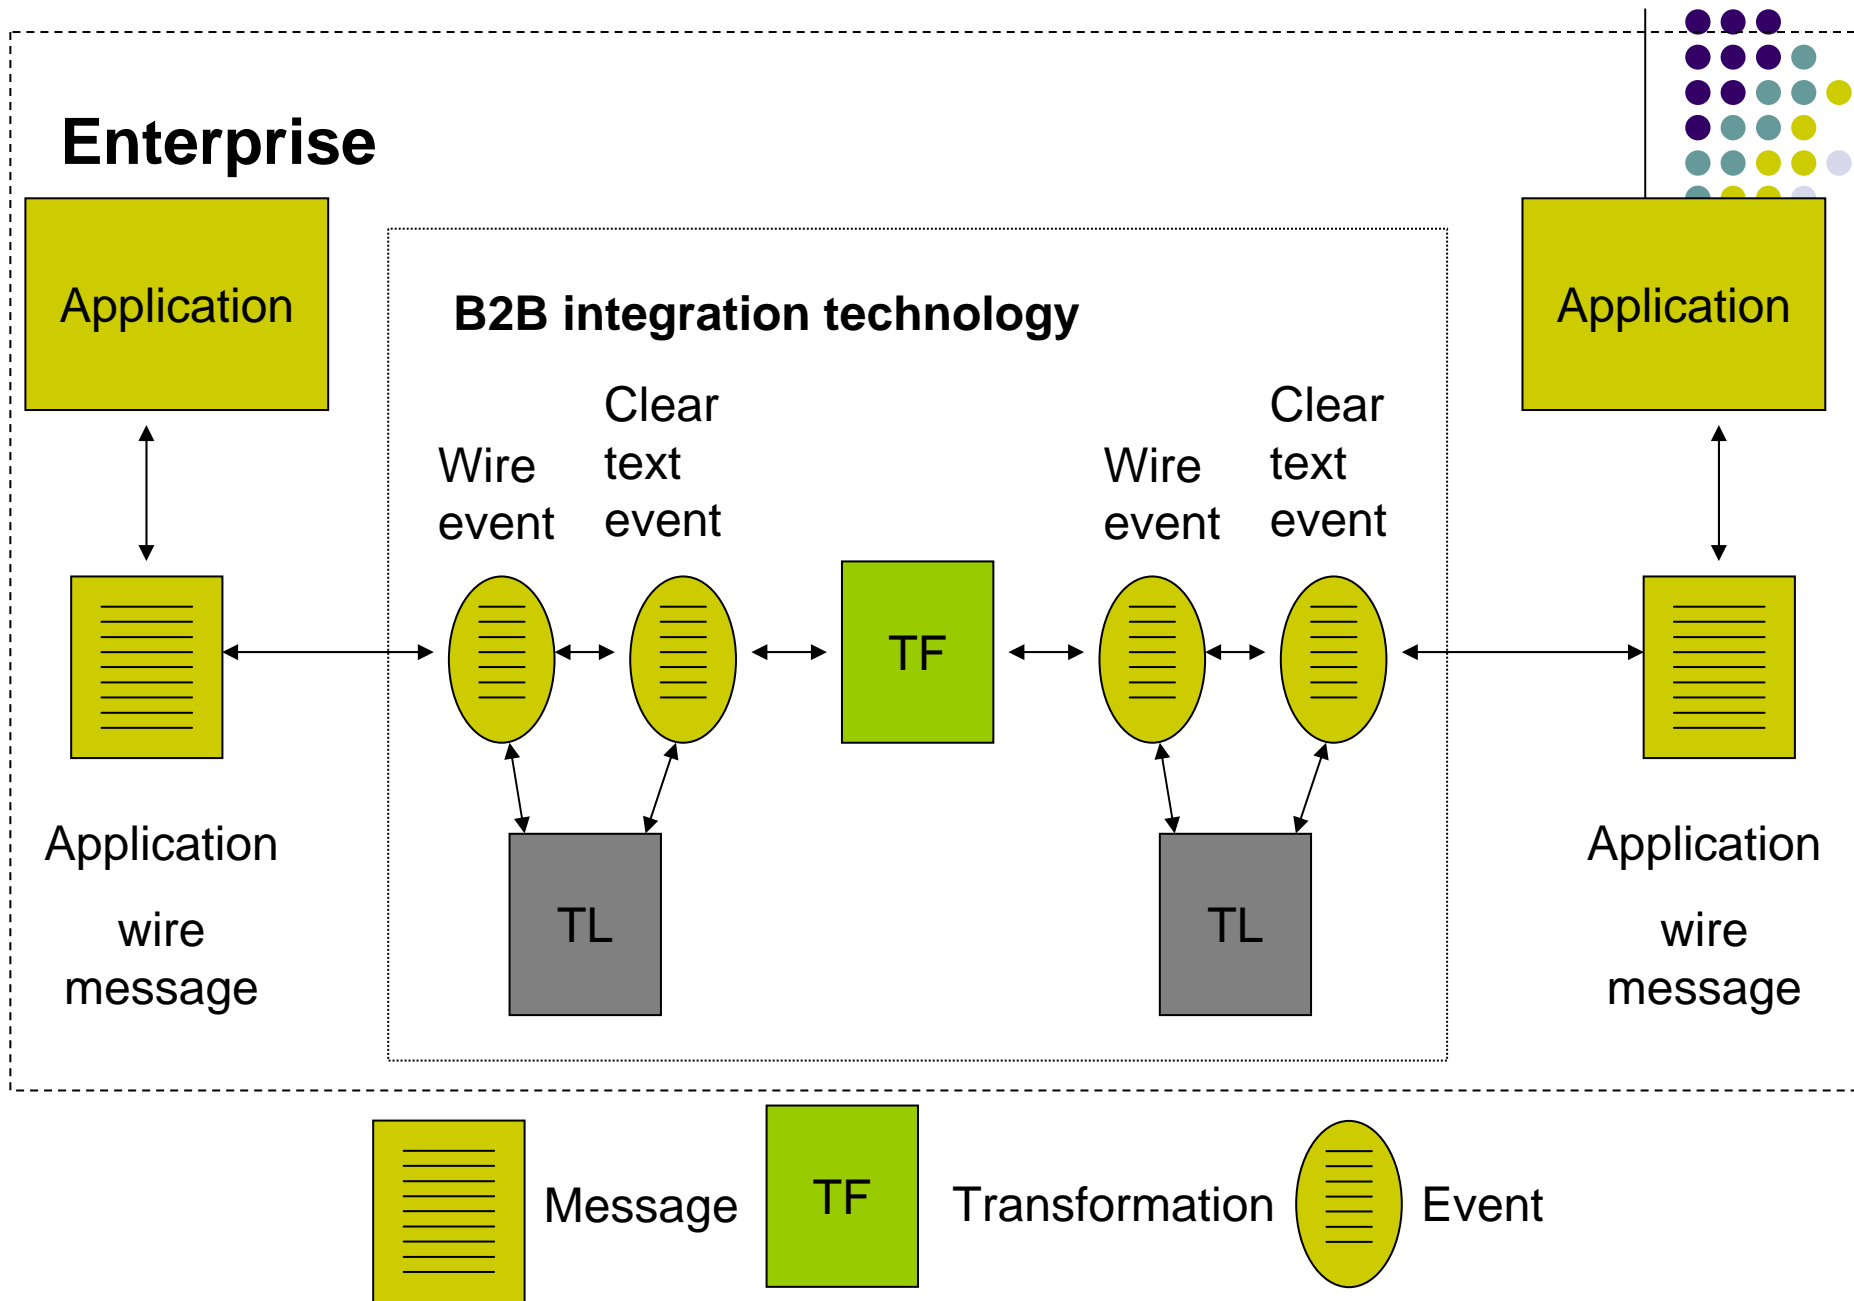 Enterprise
Application
Application
B2B integration technology
Wire
event
Clear
text
event
Wire
event
Clear
text
event
TF
TL
TL
Application
wire
message
Application
wire
message
Message
TF
Transformation
Event